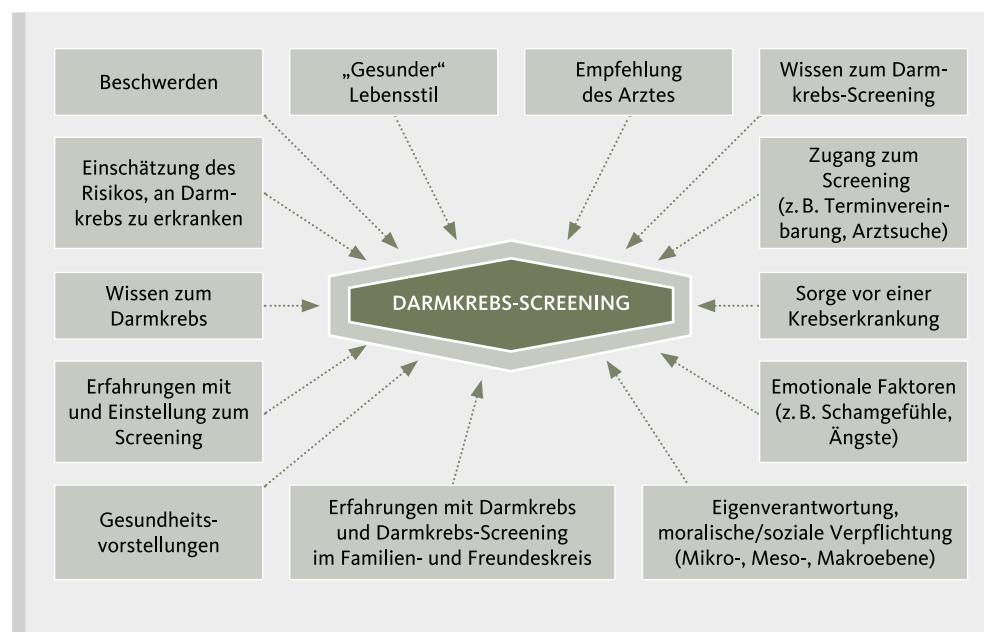 Beschwerden
„Gesunder“
Lebensstil
Empfehlung
des Arztes
Wissen zum Darm-
krebs-Screening
Einschätzung des
Risikos, an Darm-
krebs zu erkranken
Zugang zum
Screening
(z. B. Terminverein-
barung, Arztsuche)
Wissen zum
Darmkrebs
DARMKREBS-SCREENING
Sorge vor einer
Krebserkrankung
Erfahrungen mit
und Einstellung zum
Screening
Emotionale Faktoren
(z. B. Schamgefühle,
Ängste)
Gesundheits-
vorstellungen
Erfahrungen mit Darmkrebs
und Darmkrebs-Screening
im Familien- und Freundeskreis
Eigenverantwortung,
moralische/soziale Verpflichtung
(Mikro-, Meso-, Makroebene)